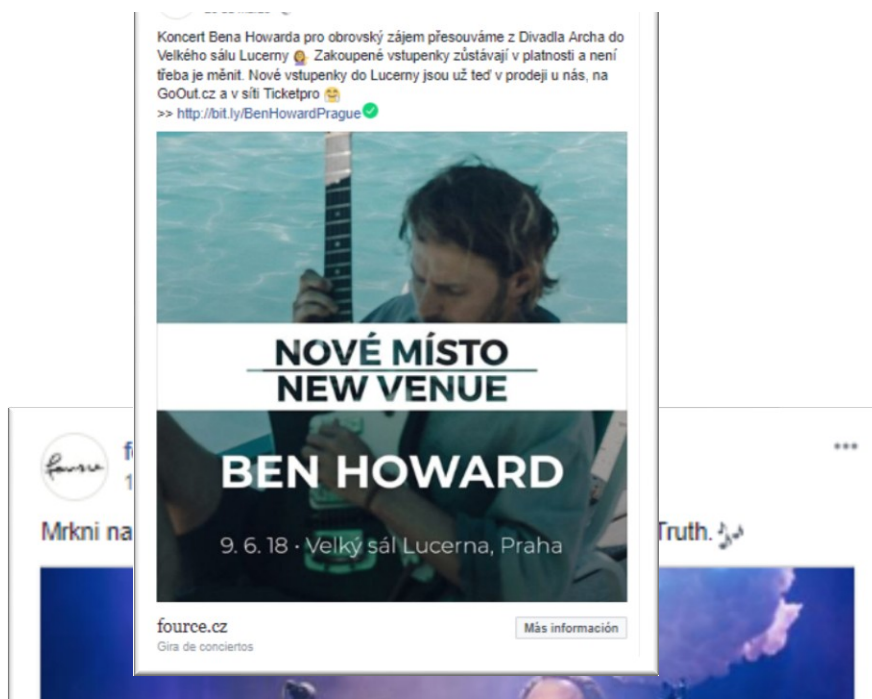 Koncert Bena Howarda pro obrovský zájem přesouváme z Divadla Archa do
Velkého sálu Lucerny Zakoupené vstupenky zůstávají v platnosti a není
třeba je měnit. Nové vstupenky do Lucerny jsou už teď v prodeji u nás, na
GoOut.cz a v síti Ticketpro
>> http://bit.ly/BenHowardPrague
NOVÉ MÍSTO
NEW VENUE
BEN HOWARD
9. 6. 18 · Velký sál Lucerna, Praha
fource.cz
Más información
Gira de conciertos
fource
Mrkni na
Truth.